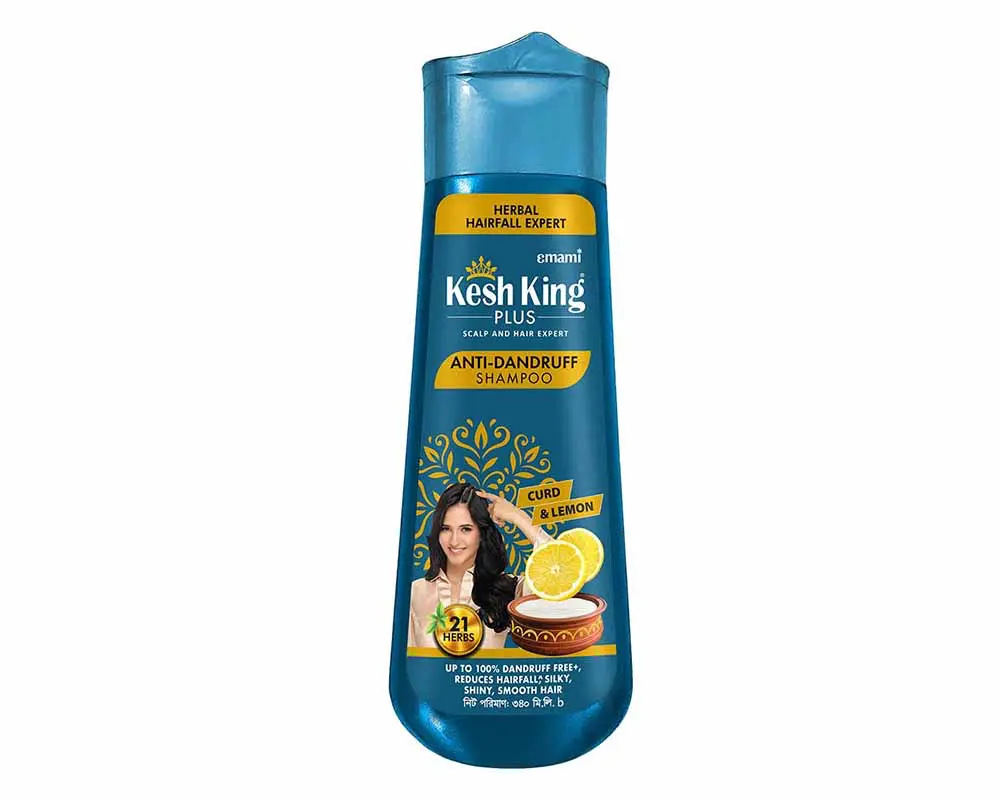 HERBAL
HAIRFALL EXPERT
emami
Kesh King®
PLUS
SCALP AND HAIR EXPERT
ANTI-DANDRUFF
SHAMPOO
CURD
& LEMON
21
HERBS
UP TO 100% DANDRUFF FREE+,
REDUCES HAIRFALL^, SILKY,
SHINY, SMOOTH HAIR
নিট পরিমাণ: ৩৪০ মি.লি. b